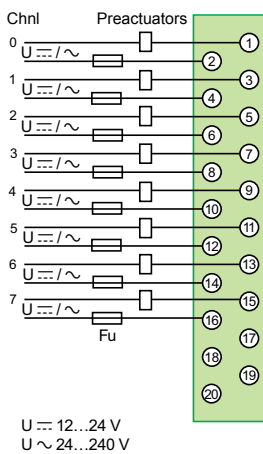 Chnl Preactuators
0 1
U ⎓ / ∼ 2
1 3
U ⎓ / ∼ 4
2 5
U ⎓ / ∼ 6
3 7
U ⎓ / ∼ 8
4 9
U ⎓ / ∼ 10
5 11
U ⎓ / ∼ 12
6 13
U ⎓ / ∼ 14
7 15
U ⎓ / ∼ 16
Fu 17
18
19
20
U ⎓ 12...24 V
U ∼ 24...240 V